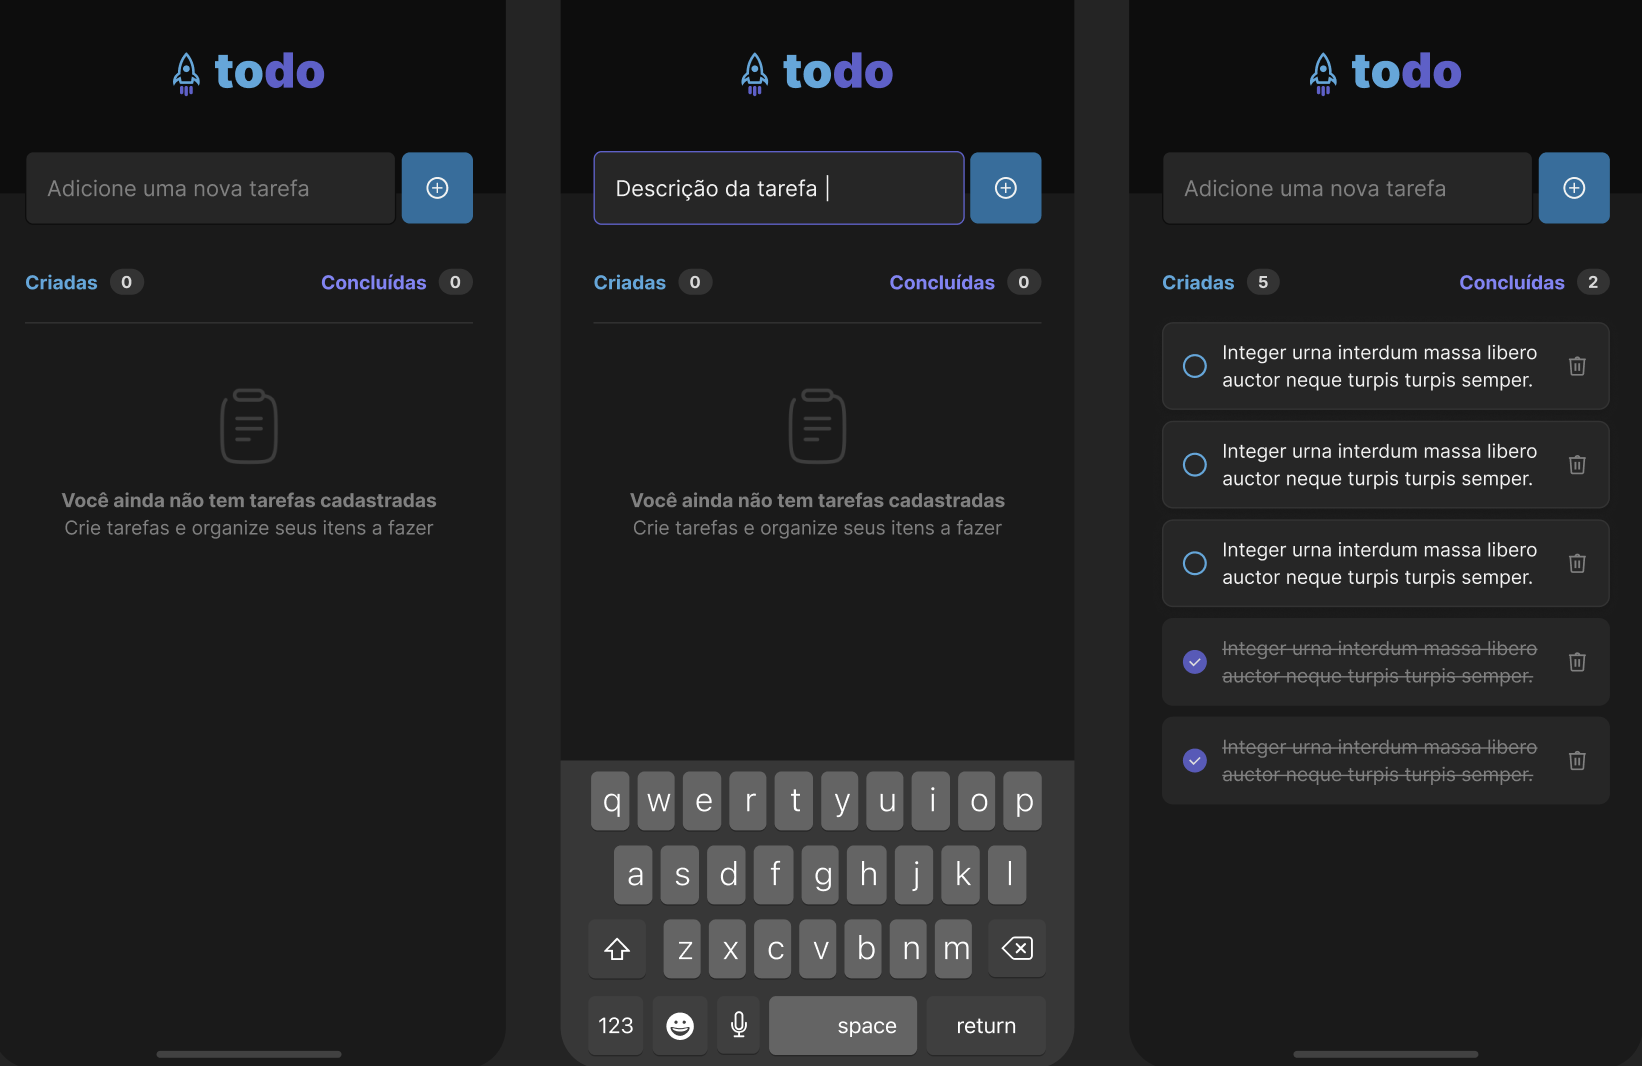 todo
Adicione uma nova tarefa
Criadas 0 Concluídas 0
Você ainda não tem tarefas cadastradas
Crie tarefas e organize seus itens a fazer
todo
Descrição da tarefa
Criadas 0 Concluídas 0
Você ainda não tem tarefas cadastradas
Crie tarefas e organize seus itens a fazer
q w e r t y u i o p
a s d f g h j k l
z x c v b n m
123 space return
todo
Adicione uma nova tarefa
Criadas 5 Concluídas 2
Integer urna interdum massa libero
auctor neque turpis turpis semper.
Integer urna interdum massa libero
auctor neque turpis turpis semper.
Integer urna interdum massa libero
auctor neque turpis turpis semper.
Integer urna interdum massa libero
auctor neque turpis turpis semper.
Integer urna interdum massa libero
auctor neque turpis turpis semper.